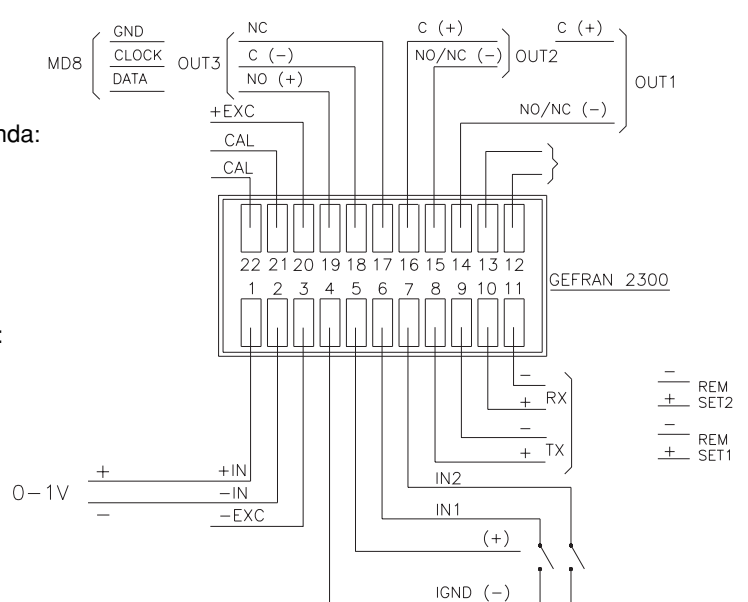 GND NC C (+) C (+)
MD8 CLOCK OUT3 C (-) NO/NC (-) OUT2
DATA NO (+) OUT1
+EXC NO/NC (-)
nda:
CAL
CAL
22 21 20 19 18 17 16 15 14 13 12
1 2 3 4 5 6 7 8 9 10 11
GEFRAN 2300
:
- -
+ RX REM
+ SET2
- -
+ TX REM
+ SET1
+ +IN IN2
0-1V -IN
- -EXC IN1
(+)
IGND (-)